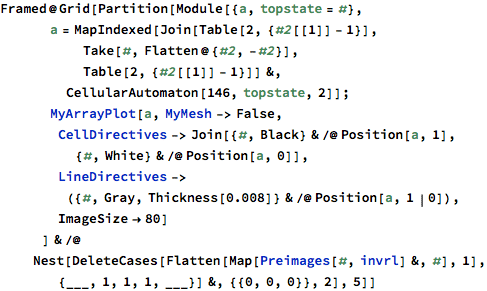 Framed@Grid[Partition[Module[{a, topstate = #},
a = MapIndexed[Join[Table[2, {#2[[1]] - 1}],
Take[#, Flatten@{#2, -#2}],
Table[2, {#2[[1]] - 1}]] &,
CellularAutomaton[146, topstate, 2]];
MyArrayPlot[a, MyMesh -> False,
CellDirectives -> Join[{#, Black} & /@ Position[a, 1],
{#, White} & /@ Position[a, 0]],
LineDirectives ->
({#, Gray, Thickness[0.008]} & /@ Position[a, 1 | 0]),
ImageSize → 80]
] & /@
Nest[DeleteCases[Flatten[Map[Preimages[#, invrl] &, #], 1],
{___, 1, 1, 1, ___}] &, {{0, 0, 0}}, 2], 5]]